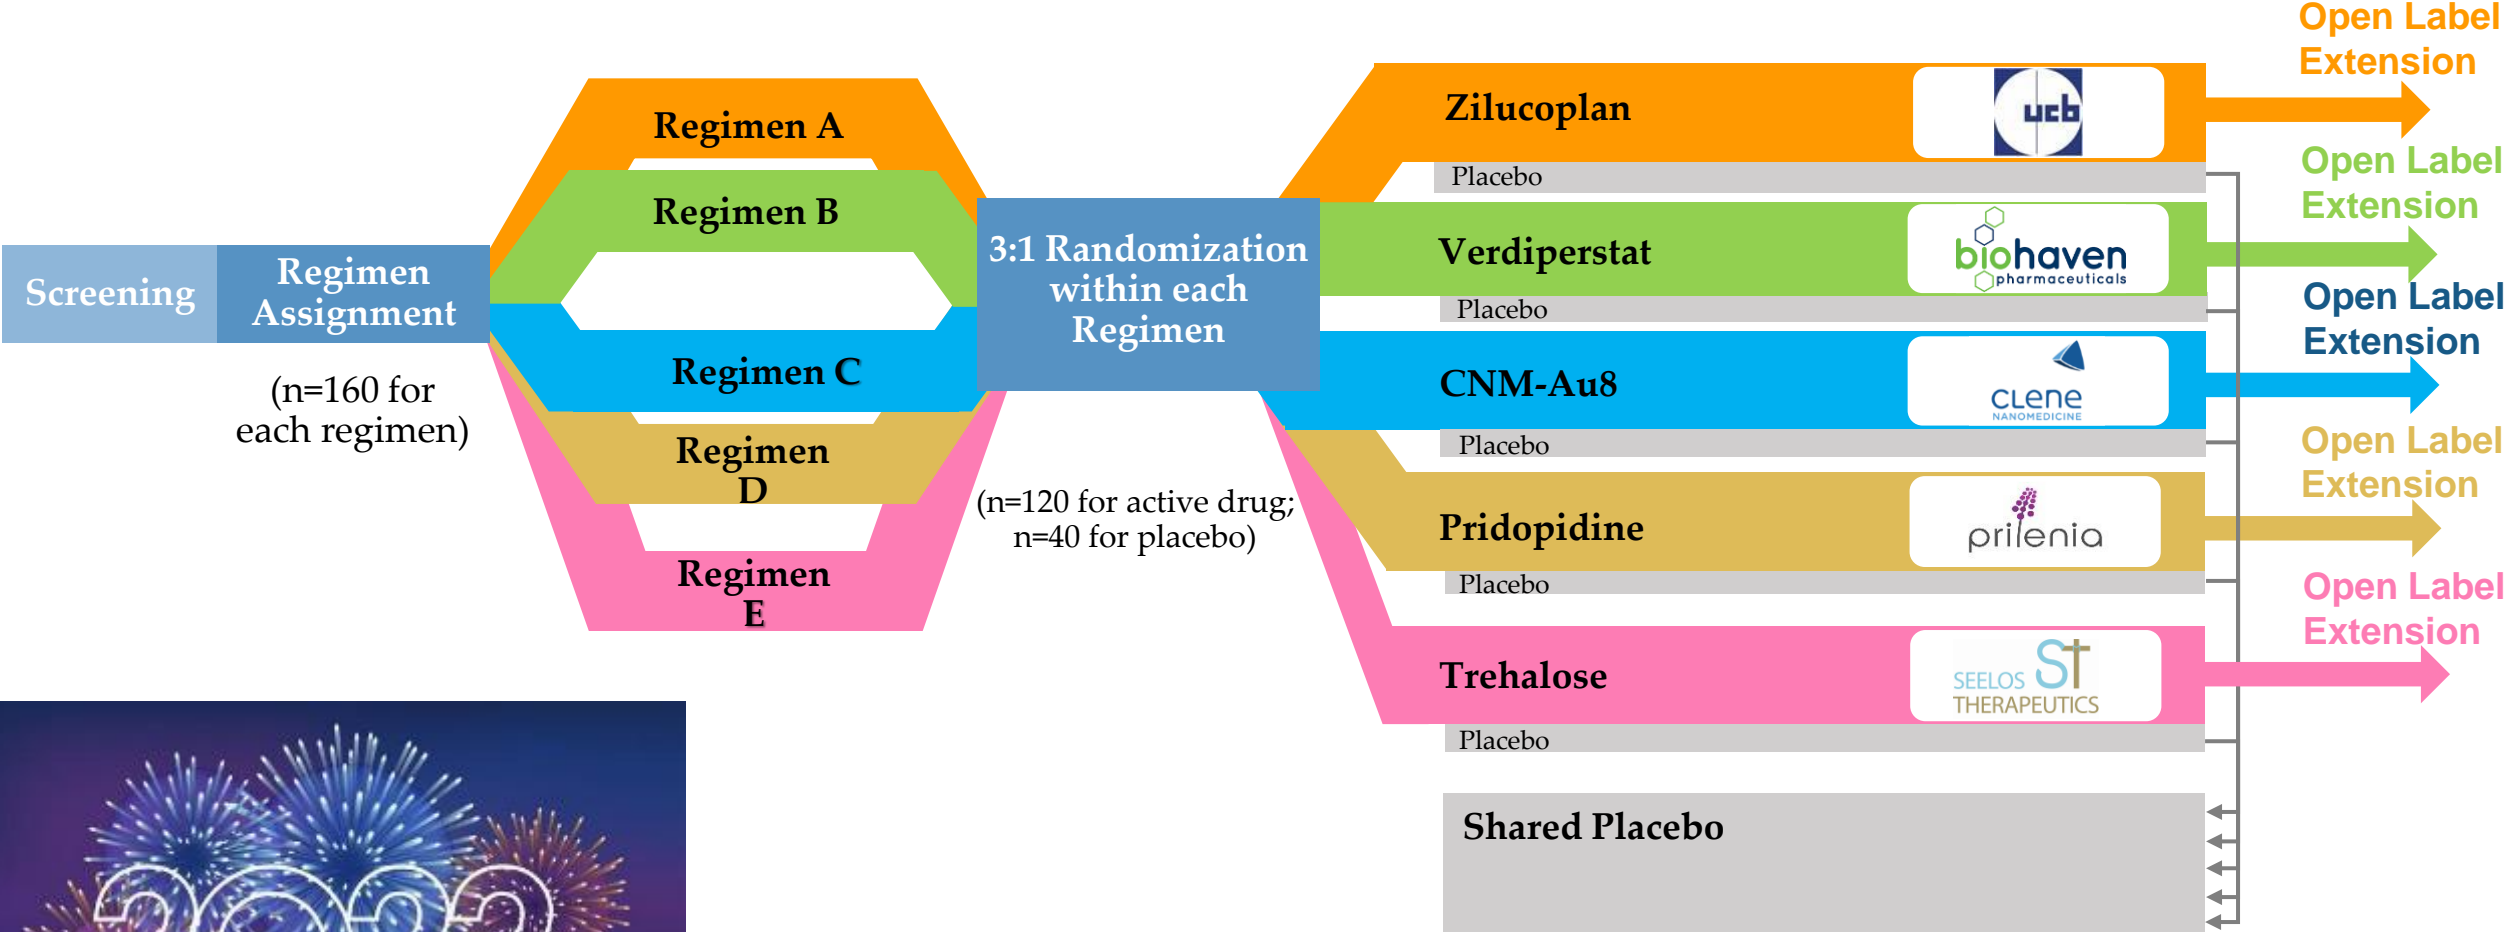 Screening
Regimen
Assignment
(n=160 for
each regimen)
Regimen A
Regimen B
Regimen C
Regimen
D
Regimen
E
3:1 Randomization
within each
Regimen
(n=120 for active drug;
n=40 for placebo)
Zilucoplan
ucb
Placebo
Open Label
Extension
Verdiperstat
biohaven
pharmaceuticals
Placebo
Open Label
Extension
CNM-Au8
CLENE
NANOMEDICINE
Placebo
Open Label
Extension
Pridopidine
prilenia
Placebo
Open Label
Extension
Trehalose
SEELOS ST
THERAPEUTICS
Placebo
Open Label
Extension
Shared Placebo